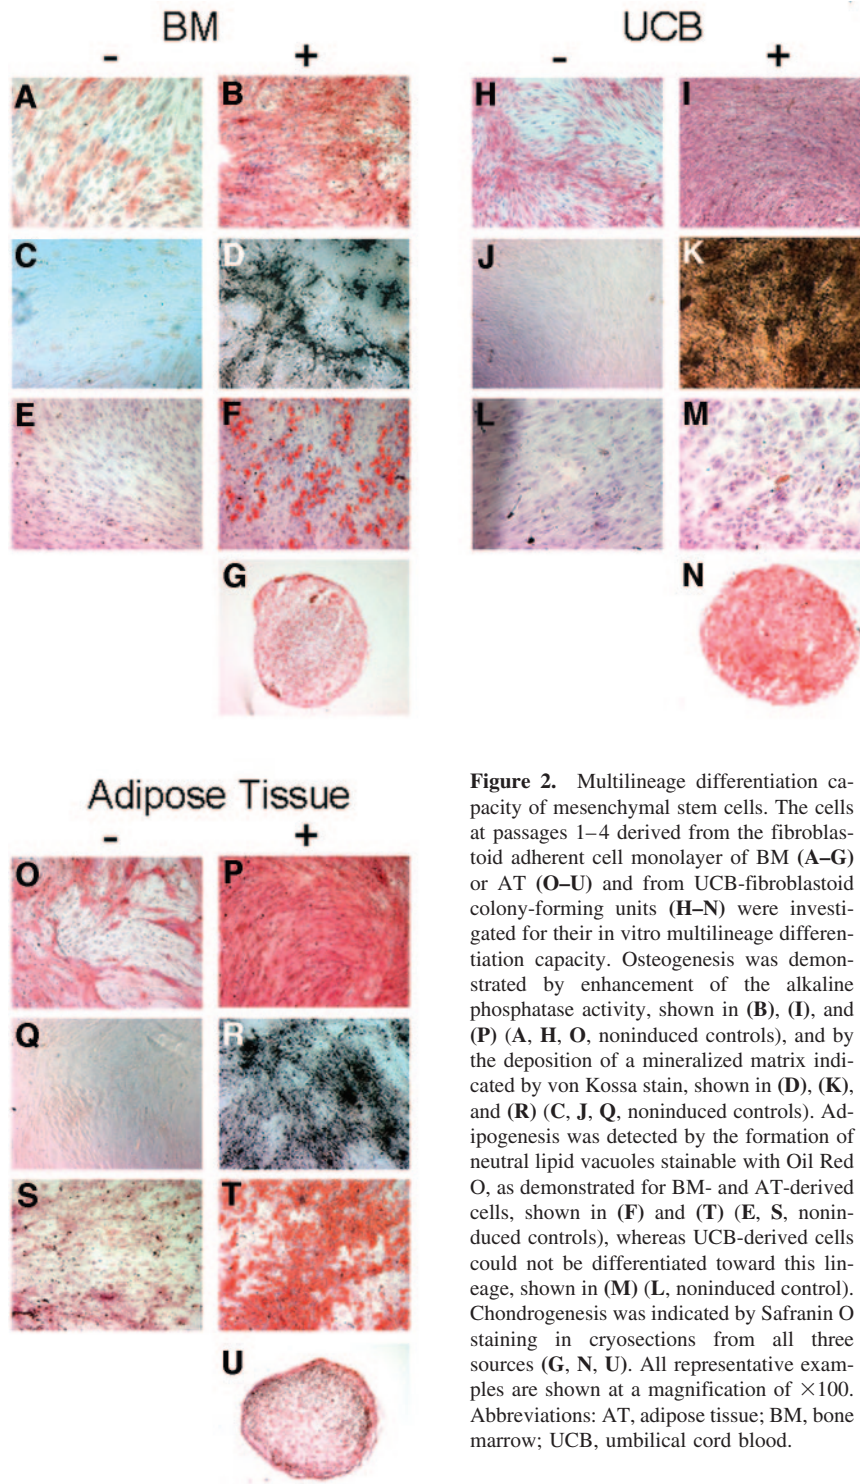 BM
- +
A B
C D
E F
G
UCB
- +
H I
J K
L M
N
Adipose Tissue
- +
O P
Q R
S T
U
Figure 2. Multilineage differentiation ca-
pacity of mesenchymal stem cells. The cells
at passages 1–4 derived from the fibroblas-
toid adherent cell monolayer of BM (A–G)
or AT (O–U) and from UCB-fibroblastoid
colony-forming units (H–N) were investi-
gated for their in vitro multilineage differen-
tiation capacity. Osteogenesis was demon-
strated by enhancement of the alkaline
phosphatase activity, shown in (B), (I), and
(P) (A, H, O, noninduced controls), and by
the deposition of a mineralized matrix indi-
cated by von Kossa stain, shown in (D), (K),
and (R) (C, J, Q, noninduced controls). Ad-
ipogenesis was detected by the formation of
neutral lipid vacuoles stainable with Oil Red
O, as demonstrated for BM- and AT-derived
cells, shown in (F) and (T) (E, S, nonin-
duced controls), whereas UCB-derived cells
could not be differentiated toward this lin-
eage, shown in (M) (L, noninduced control).
Chondrogenesis was indicated by Safranin O
staining in cryosections from all three
sources (G, N, U). All representative exam-
ples are shown at a magnification of ×100.
Abbreviations: AT, adipose tissue; BM, bone
marrow; UCB, umbilical cord blood.